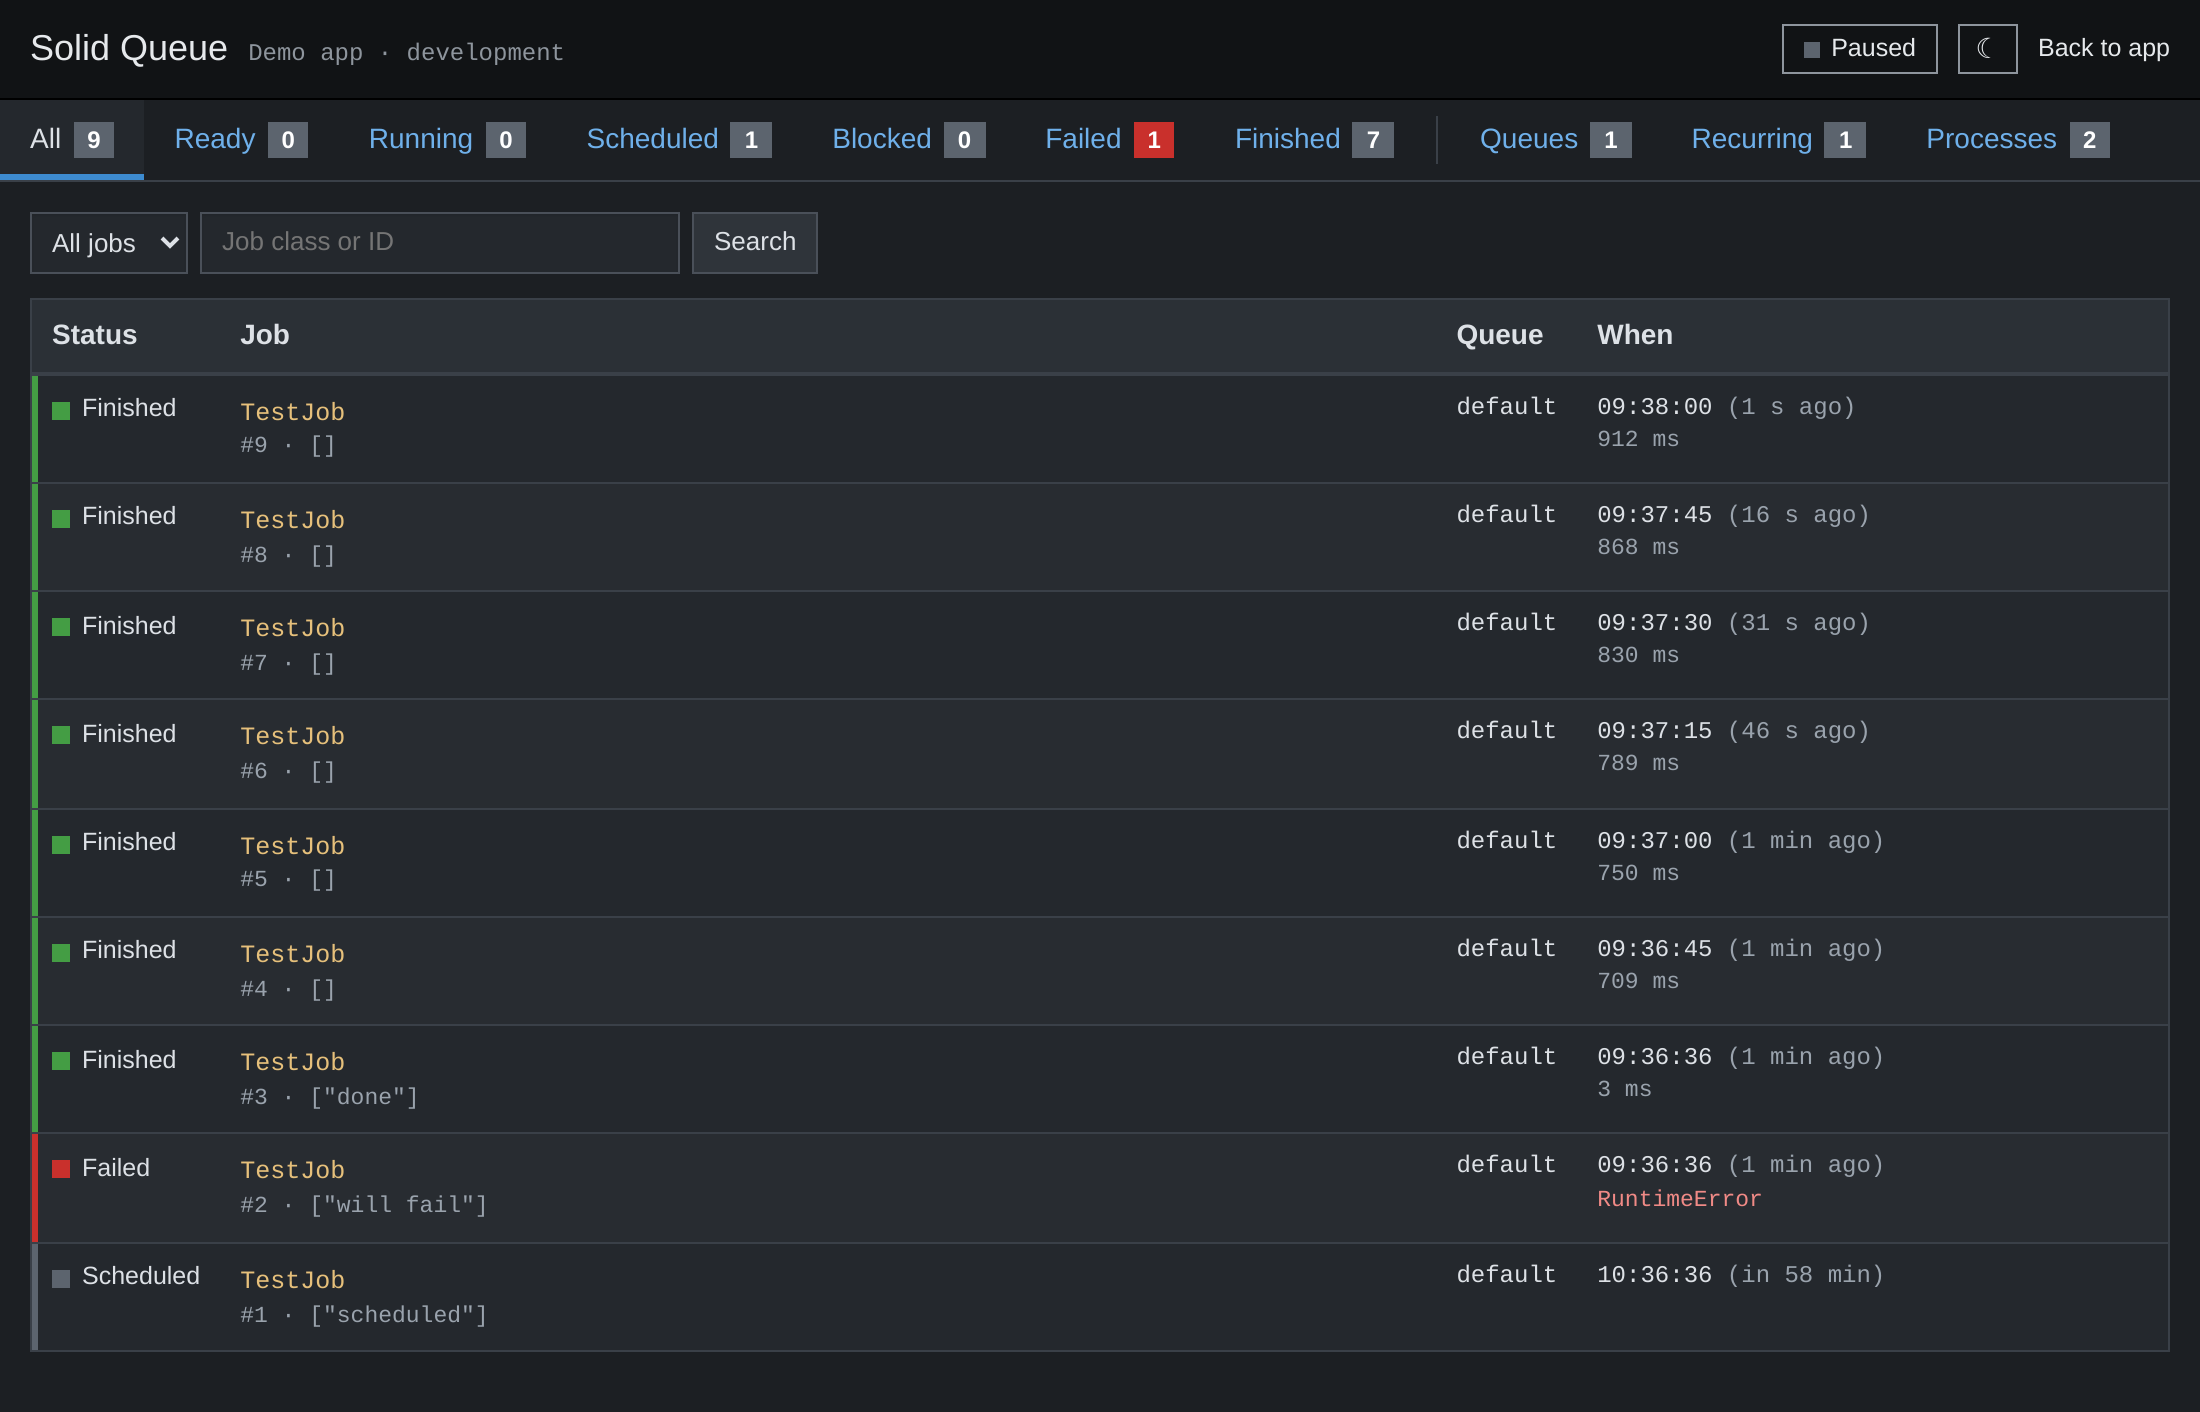 Solid Queue Demo app · development Paused ☾ Back to app
All 9 Ready 0 Running 0 Scheduled 1 Blocked 0 Failed 1 Finished 7 Queues 1 Recurring 1 Processes 2
All jobs Job class or ID Search
Status Job Queue When
Finished TestJob default 09:38:00 (1 s ago)
#9 · [] 912 ms
Finished TestJob default 09:37:45 (16 s ago)
#8 · [] 868 ms
Finished TestJob default 09:37:30 (31 s ago)
#7 · [] 830 ms
Finished TestJob default 09:37:15 (46 s ago)
#6 · [] 789 ms
Finished TestJob default 09:37:00 (1 min ago)
#5 · [] 750 ms
Finished TestJob default 09:36:45 (1 min ago)
#4 · [] 709 ms
Finished TestJob default 09:36:36 (1 min ago)
#3 · ["done"] 3 ms
Failed TestJob default 09:36:36 (1 min ago)
#2 · ["will fail"] RuntimeError
Scheduled TestJob default 10:36:36 (in 58 min)
#1 · ["scheduled"]